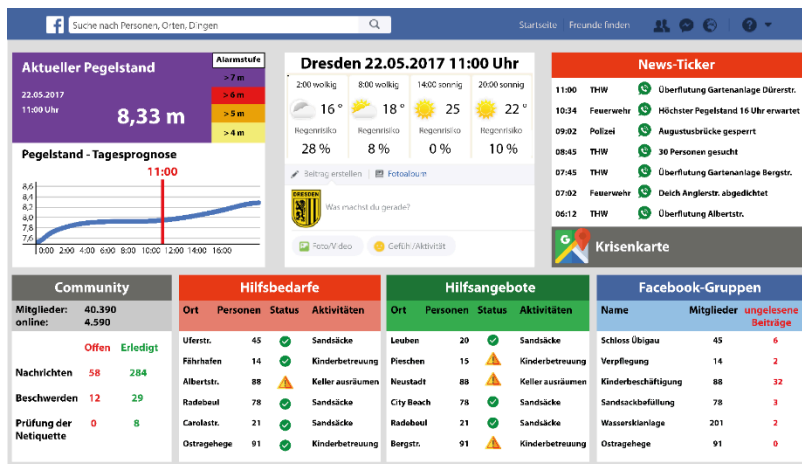 Suche nach Personen, Orten, Dingen
Startseite Freunde finden
Aktueller Pegelstand
22.05.2017
11:00 Uhr
8,33 m
Alarmstufe
> 7 m
> 6 m
> 5 m
> 4 m
Pegelstand - Tagesprognose
11:00
8,6
8,4
8,2
8,0
7,8
7,6
0:00 2:00 4:00 6:00 8:00 10:00 12:00 14:00 16:00
Dresden 22.05.2017 11:00 Uhr
2:00 wolkig 8:00 wolkig 14:00 sonnig 20:00 sonnig
16 ° 18 ° 25 22 °
Regenrisiko Regenrisiko Regenrisiko Regenrisiko
28 % 8 % 0 % 10 %
Beitrag erstellen Fotoalbum
DRESDEN
Was machst du gerade?
Foto/Video Gefühl/Aktivität
News-Ticker
11:00 THW Überflutung Gartenanlage Dürerstr.
10:34 Feuerwehr Höchster Pegelstand 16 Uhr erwartet
09:02 Polizei Augustusbrücke gesperrt
08:45 THW 30 Personen gesucht
07:45 THW Überflutung Gartenanlage Bergstr.
07:02 Feuerwehr Deich Anglerstr. abgedichtet
06:12 THW Überflutung Albertstr.
Krisenkarte
Community
Mitglieder: 40.390
online: 4.590
Offen Erledigt
Nachrichten 58 284
Beschwerden 12 29
Prüfung der Netiquette 0 8
Hilfsbedarfe
Ort Personen Status Aktivitäten
Uferstr. 45 Sandsäcke
Fährhafen 14 Kinderbetreuung
Albertstr. 88 Keller ausräumen
Radebeul 78 Sandsäcke
Carolastr. 21 Sandsäcke
Ostragehege 91 Kinderbetreuung
Hilfsangebote
Ort Personen Status Aktivitäten
Leuben 20 Sandsäcke
Pieschen 15 Kinderbetreuung
Neustadt 88 Keller ausräumen
City Beach 78 Sandsäcke
Radebeul 21 Sandsäcke
Bergstr. 91 Kinderbetreuung
Facebook-Gruppen
Name Mitglieder ungelesene Beiträge
Schloss Übigau 45 6
Verpflegung 14 2
Kinderbeschäftigung 88 32
Sandsackbefüllung 78 3
Wasserskianlage 201 2
Ostragehege 91 0